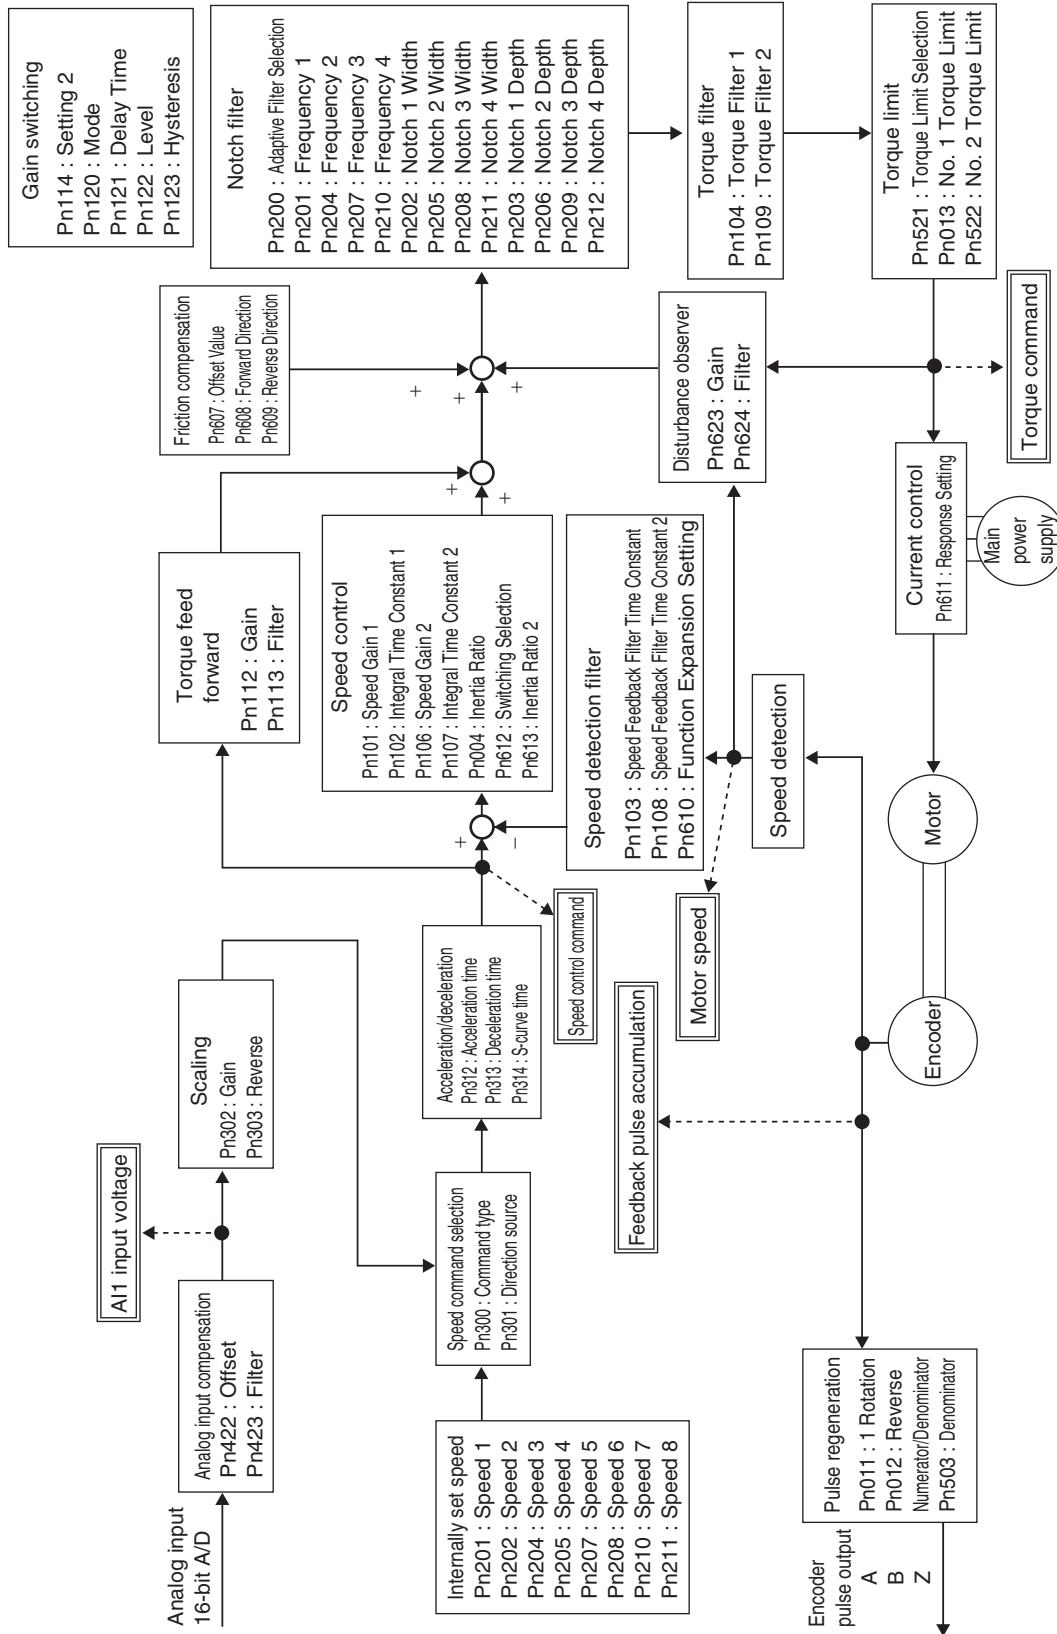 Analog input
16-bit A/D
Analog input compensation
Pn422 : Offset
Pn423 : Filter
AI1 input voltage
Scaling
Pn302 : Gain
Pn303 : Reverse
Torque feed
forward
Pn112 : Gain
Pn113 : Filter
Friction compensation
Pn607 : Offset Value
Pn608 : Forward Direction
Pn609 : Reverse Direction
Gain switching
Pn114 : Setting 2
Pn120 : Mode
Pn121 : Delay Time
Pn122 : Level
Pn123 : Hysteresis
Internally set speed
Pn201 : Speed 1
Pn202 : Speed 2
Pn204 : Speed 3
Pn205 : Speed 4
Pn207 : Speed 5
Pn208 : Speed 6
Pn210 : Speed 7
Pn211 : Speed 8
Speed command selection
Pn300 : Command type
Pn301 : Direction source
Acceleration/deceleration
Pn312 : Acceleration time
Pn313 : Deceleration time
Pn314 : S-curve time
Speed control command
+
−
Speed control
Pn101 : Speed Gain 1
Pn102 : Integral Time Constant 1
Pn106 : Speed Gain 2
Pn107 : Integral Time Constant 2
Pn004 : Inertia Ratio
Pn612 : Switching Selection
Pn613 : Inertia Ratio 2
+
+
+
+
+
Notch filter
Pn200 : Adaptive Filter Selection
Pn201 : Frequency 1
Pn204 : Frequency 2
Pn207 : Frequency 3
Pn210 : Frequency 4
Pn202 : Notch 1 Width
Pn205 : Notch 2 Width
Pn208 : Notch 3 Width
Pn211 : Notch 4 Width
Pn203 : Notch 1 Depth
Pn206 : Notch 2 Depth
Pn209 : Notch 3 Depth
Pn212 : Notch 4 Depth
Speed detection filter
Pn103 : Speed Feedback Filter Time Constant
Pn108 : Speed Feedback Filter Time Constant 2
Pn610 : Function Expansion Setting
Disturbance observer
Pn623 : Gain
Pn624 : Filter
Torque filter
Pn104 : Torque Filter 1
Pn109 : Torque Filter 2
Feedback pulse accumulation
Motor speed
Speed detection
Torque limit
Pn521 : Torque Limit Selection
Pn013 : No. 1 Torque Limit
Pn522 : No. 2 Torque Limit
Encoder
pulse output
A
B
Z
Pulse regeneration
Pn011 : 1 Rotation
Pn012 : Reverse
Numerator/Denominator
Pn503 : Denominator
Encoder
Motor
Current control
Pn611 : Response Setting
Main
power
supply
Torque command